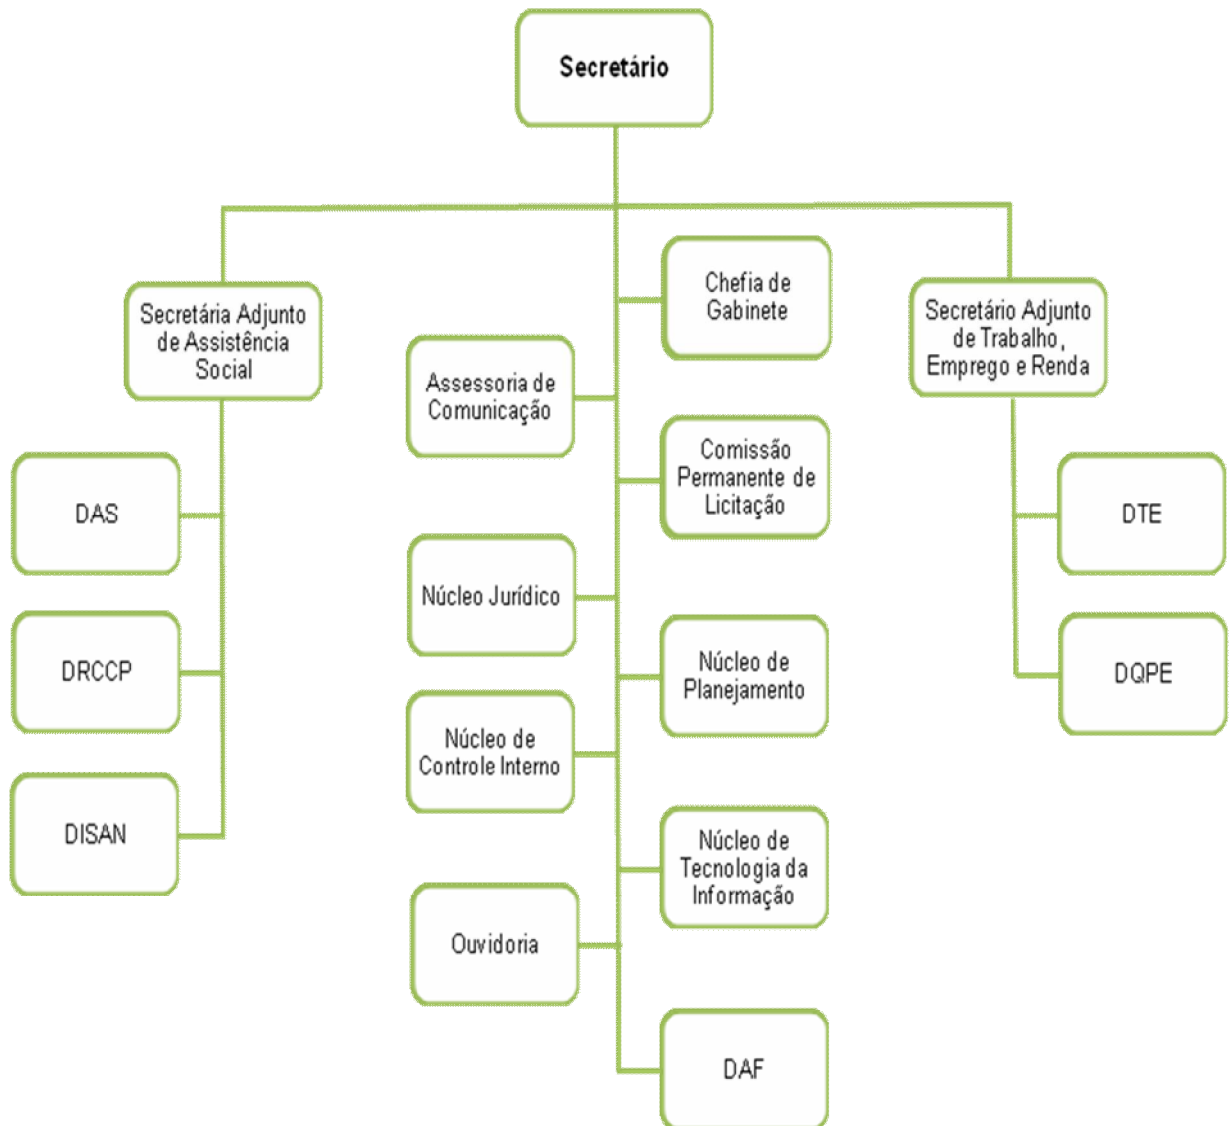 Secretário
Chefia de
Gabinete
Secretária Adjunto
de Assistência
Social
Secretário Adjunto
de Trabalho,
Emprego e Renda
Assessoria de
Comunicação
Comissão
Permanente de
Licitação
DAS
DTE
Núcleo Jurídico
DRCCP
Núcleo de
Planejamento
DQPE
Núcleo de
Controle Interno
DISAN
Núcleo de
Tecnologia da
Informação
Ouvidoria
DAF